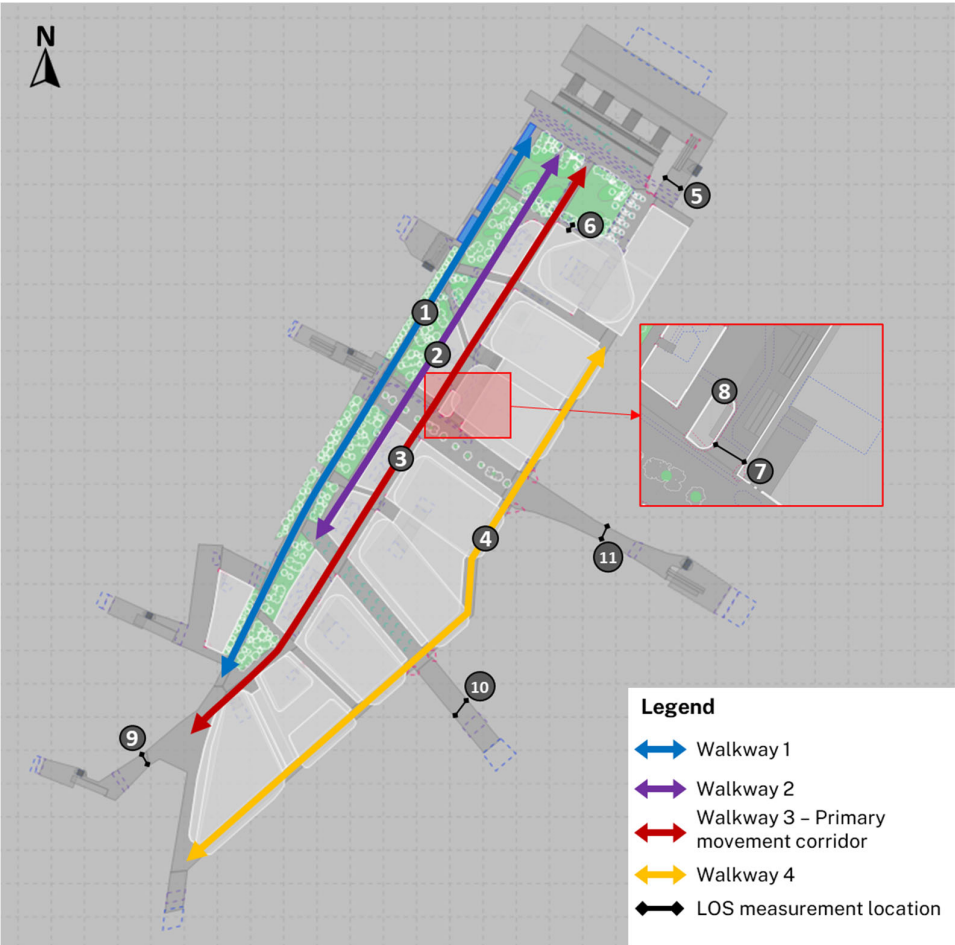 N
5
6
1
2
8
7
3
4
11
10
9
Legend
Walkway 1
Walkway 2
Walkway 3 – Primary
movement corridor
Walkway 4
LOS measurement location